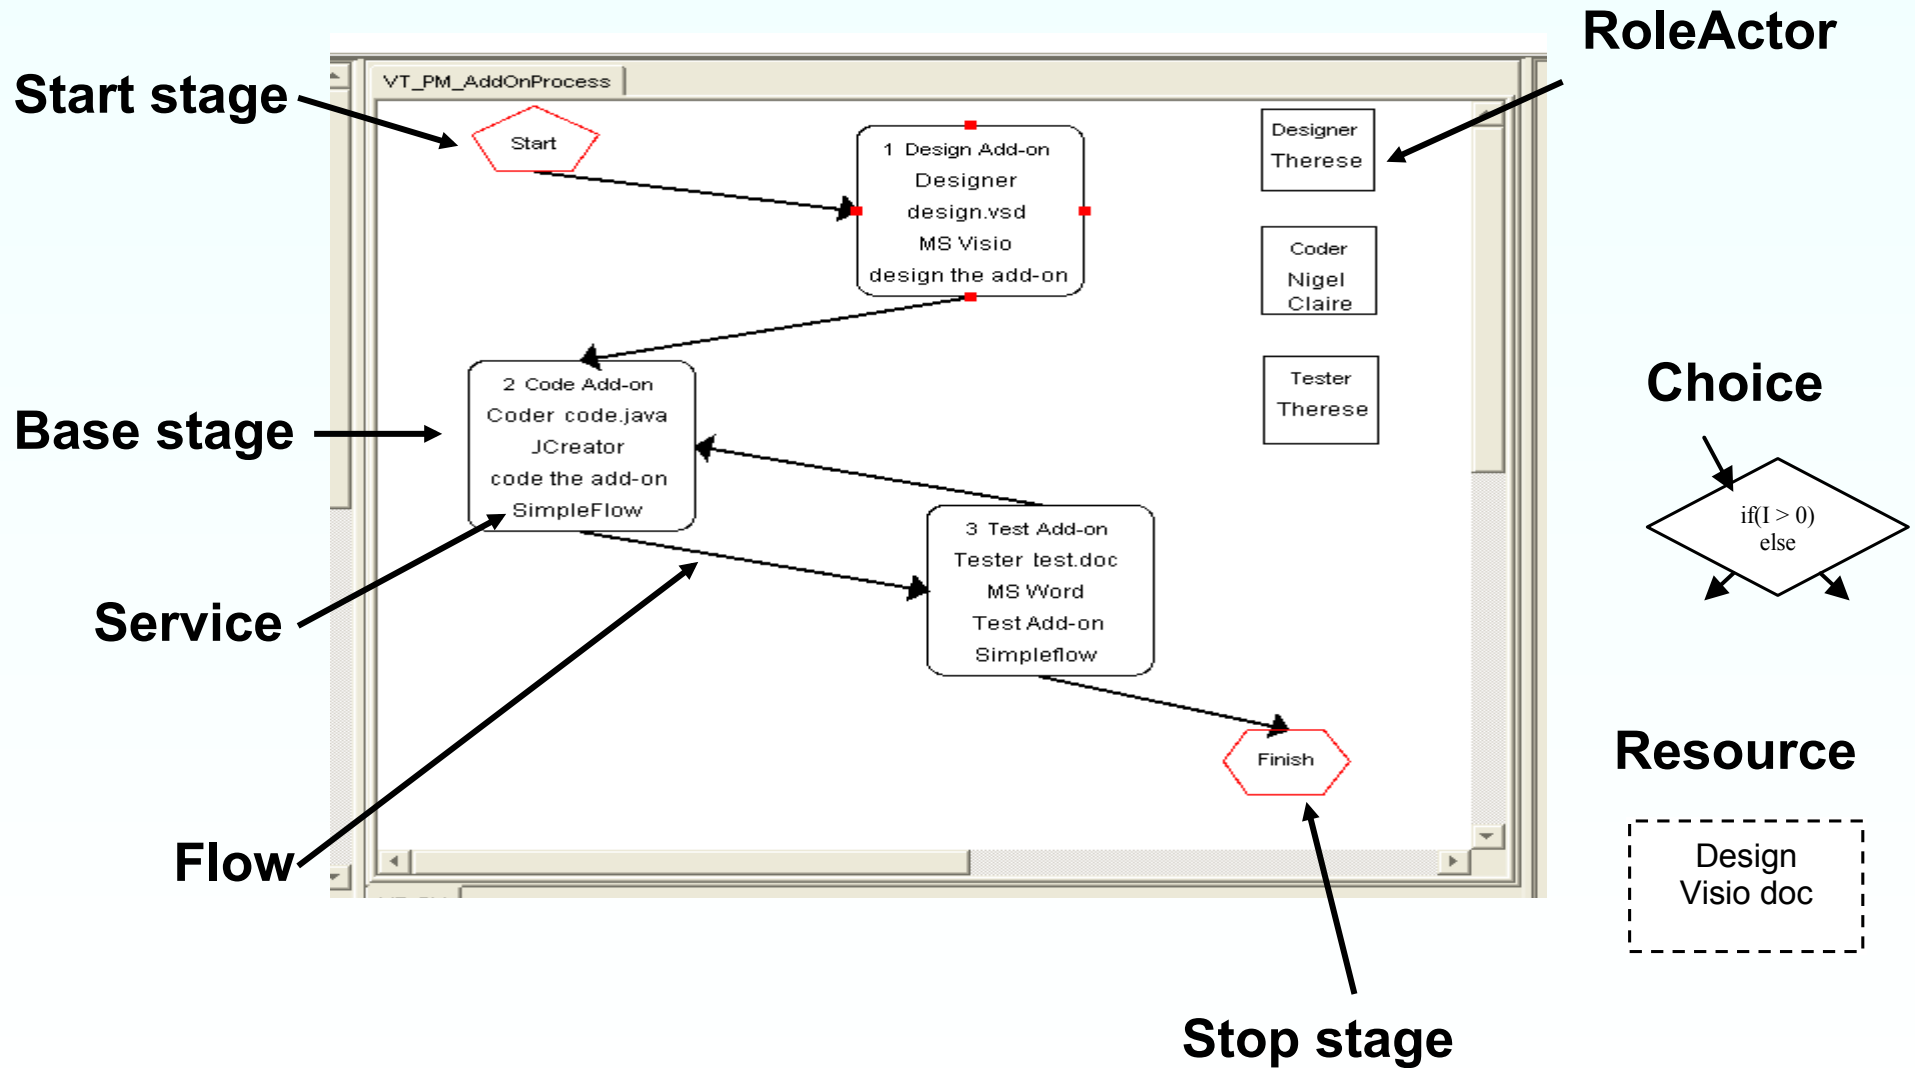 RoleActor
Start stage
VT_PM_AddOnProcess
Start
1 Design Add-on
Designer
design.vsd
MS Visio
design the add-on
Designer
Therese
Coder
Nigel
Claire
Tester
Therese
Choice
if(I > 0)
else
Base stage
2 Code Add-on
Coder code.java
JCreator
code the add-on
SimpleFlow
3 Test Add-on
Tester test.doc
MS Word
Test Add-on
Simpleflow
Service
Finish
Resource
Design
Visio doc
Flow
Stop stage